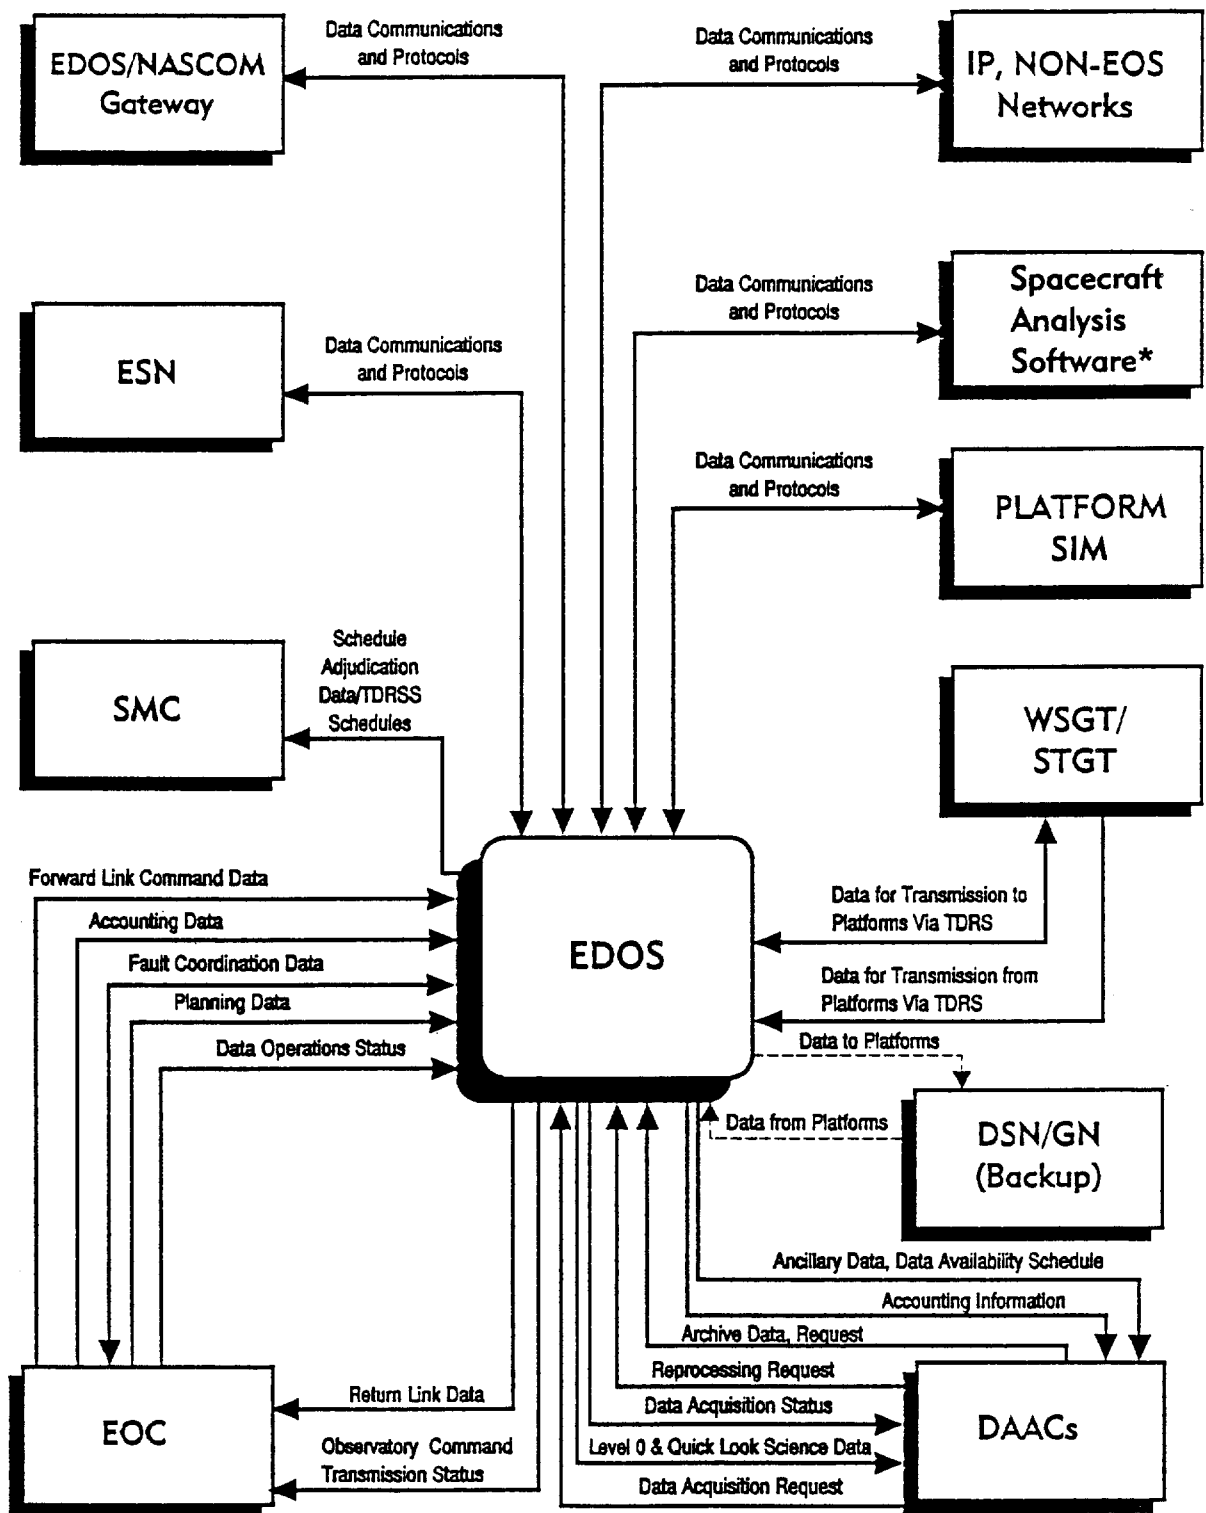 Data Communications
and Protocols
EDOS/NASCOM
Gateway
Data Communications
and Protocols
IP, NON-EOS
Networks
Data Communications
and Protocols
Spacecraft
Analysis
Software*
ESN
Data Communications
and Protocols
Data Communications
and Protocols
PLATFORM
SIM
SMC
Schedule
Adjudication
Data/TDRSS
Schedules
WSGT/
STGT
Forward Link Command Data
Accounting Data
Fault Coordination Data
Planning Data
Data Operations Status
EDOS
Data for Transmission to
Platforms Via TDRS
Data for Transmission from
Platforms Via TDRS
Data to Platforms
Data from Platforms
DSN/GN
(Backup)
Ancillary Data, Data Availability Schedule
Accounting Information
Archive Data, Request
Reprocessing Request
Data Acquisition Status
Level 0 & Quick Look Science Data
Data Acquisition Request
DAACs
EOC
Return Link Data
Observatory Command
Transmission Status